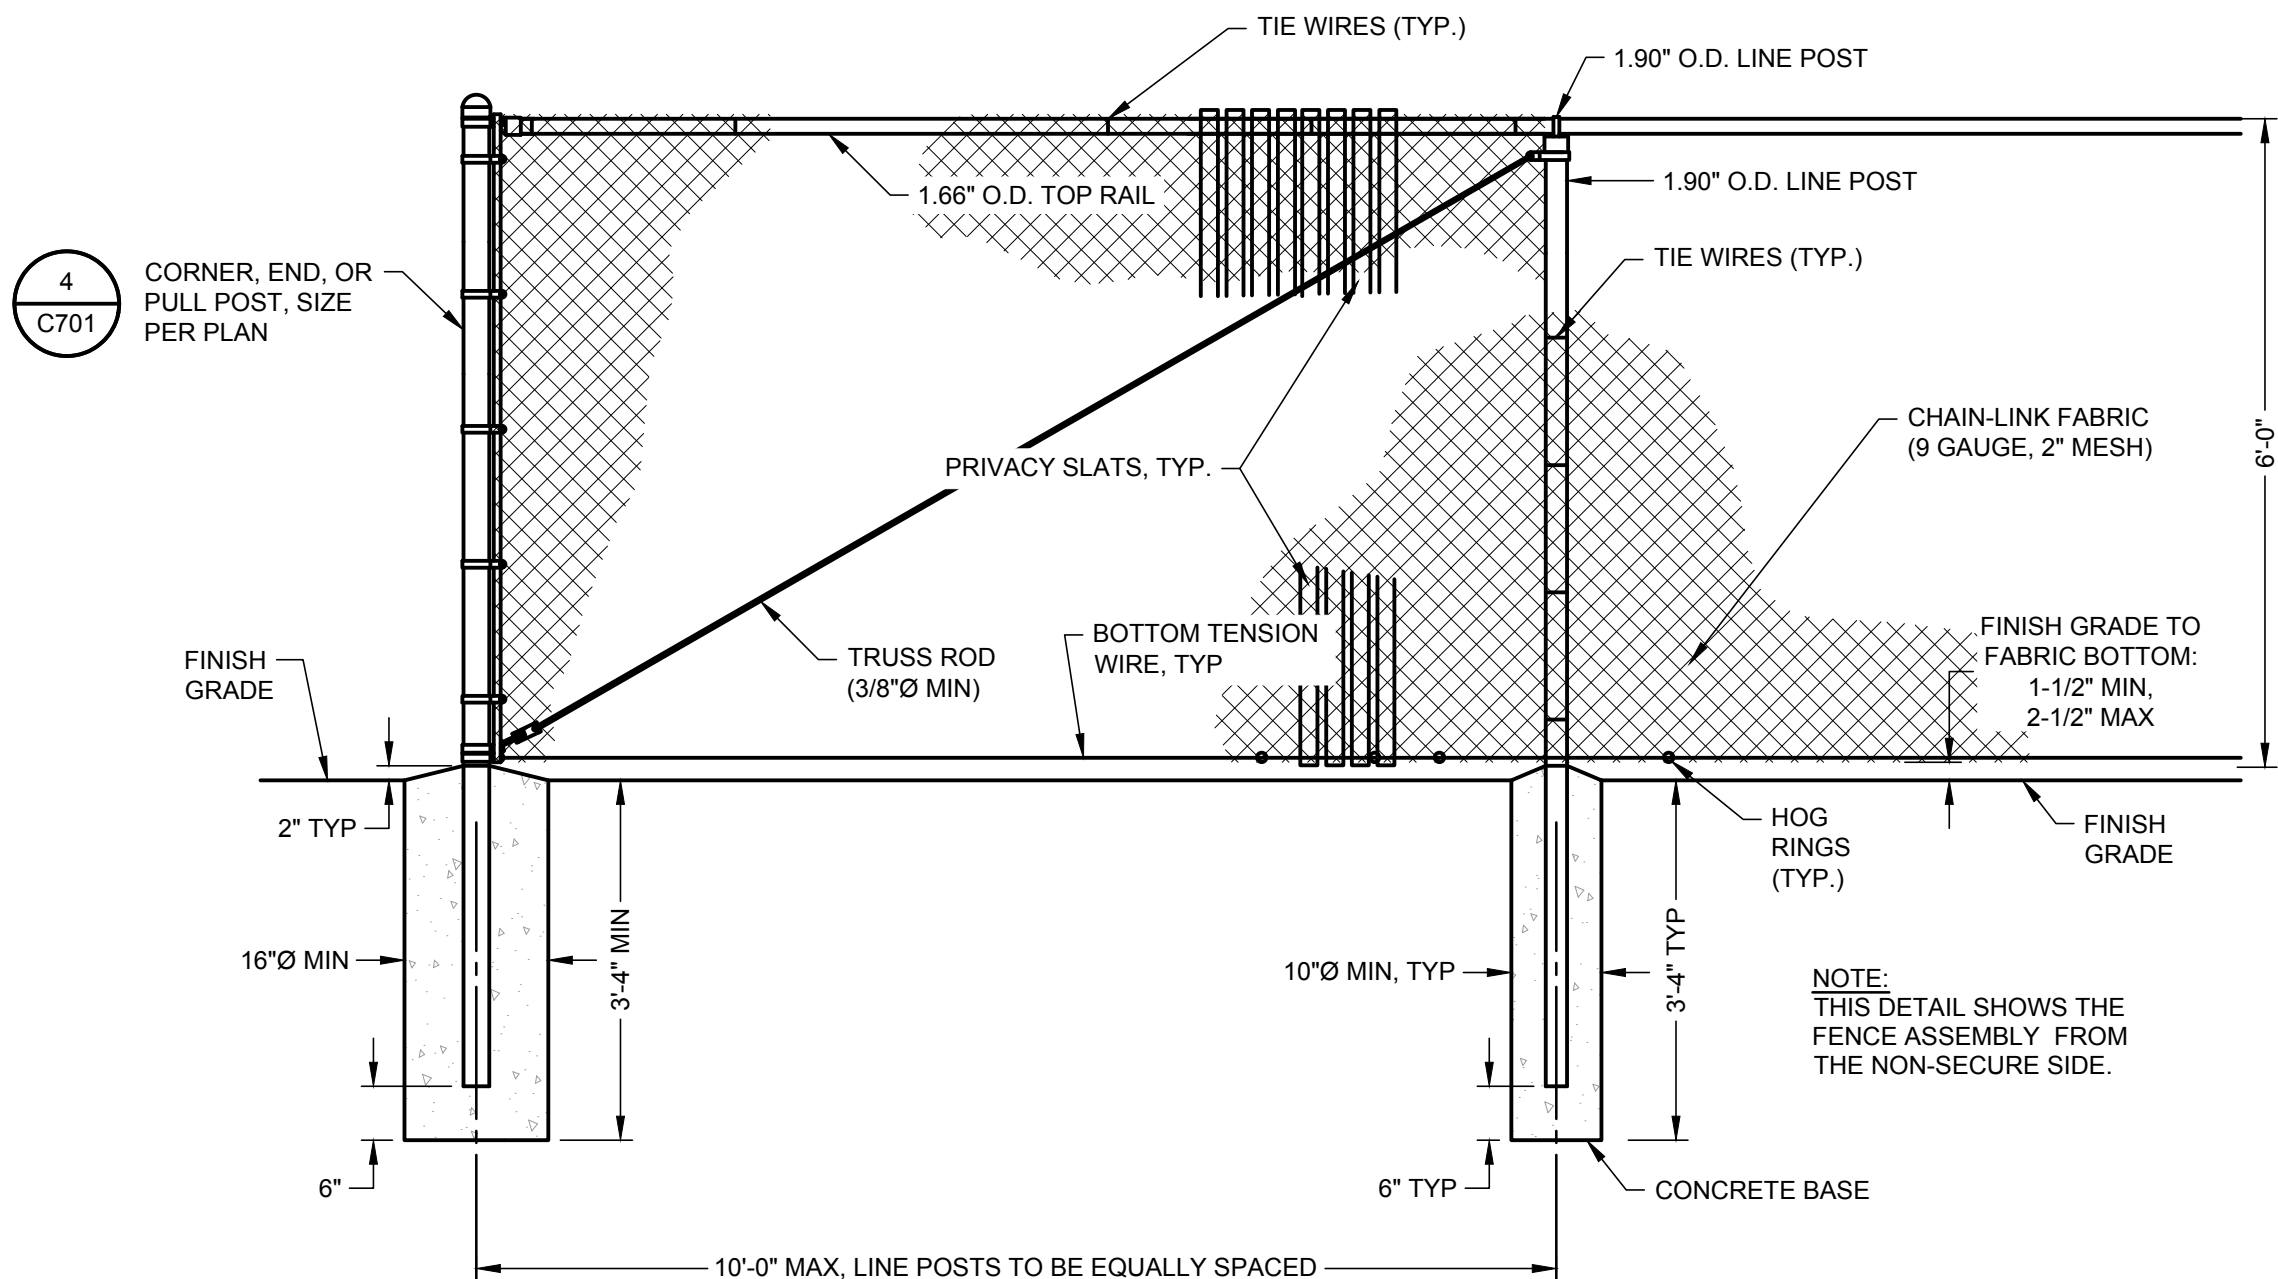 TIE WIRES (TYP.)
1.90" O.D. LINE POST
1.66" O.D. TOP RAIL
1.90" O.D. LINE POST
4
C701
CORNER, END, OR
PULL POST, SIZE
PER PLAN
TIE WIRES (TYP.)
CHAIN-LINK FABRIC
(9 GAUGE, 2" MESH)
6'-0"
PRIVACY SLATS, TYP.
FINISH
GRADE
TRUSS ROD
(3/8"Ø MIN)
BOTTOM TENSION
WIRE, TYP
FINISH GRADE TO
FABRIC BOTTOM:
1-1/2" MIN,
2-1/2" MAX
2" TYP
HOG
RINGS
(TYP.)
FINISH
GRADE
16"Ø MIN
3'-4" MIN
10"Ø MIN, TYP
3'-4" TYP
NOTE:
THIS DETAIL SHOWS THE
FENCE ASSEMBLY FROM
THE NON-SECURE SIDE.
6"
6" TYP
CONCRETE BASE
10'-0" MAX, LINE POSTS TO BE EQUALLY SPACED